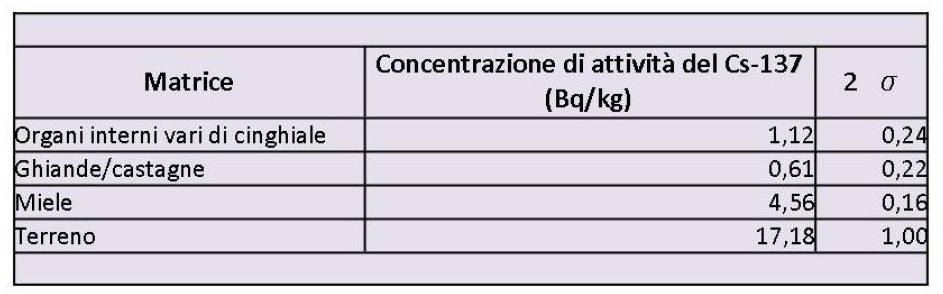 Matrice Concentrazione di attività del Cs-137 (Bq/kg) 2 σ
Organi interni vari di cinghiale 1,12 0,24
Ghiande/castagne 0,61 0,22
Miele 4,56 0,16
Terreno 17,18 1,00